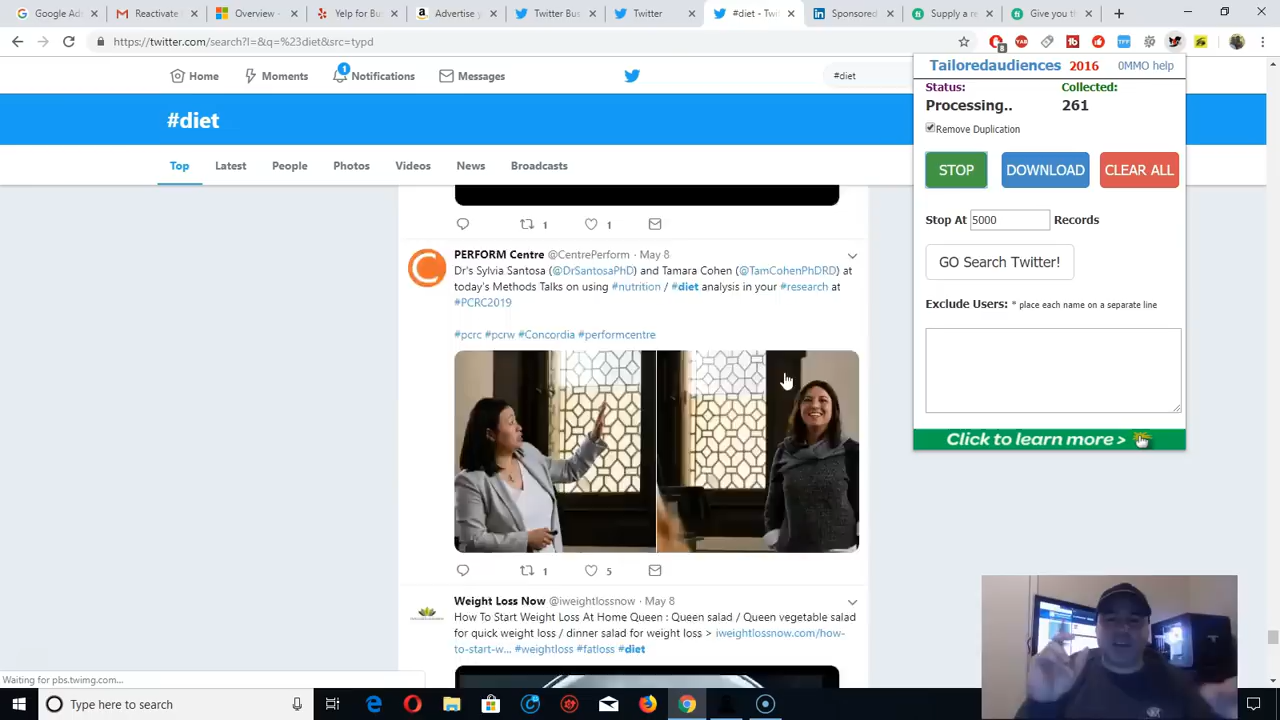 Google Ad
Reactivate
Overview -
Yelp for Bu
Advertise y
Twitter Bus
Twitter
#diet - Twi
Sponsored
Supply a re
Give you th
https://twitter.com/search?l=&q=%23diet&src=typd
8
Home
Moments
1
Notifications
Messages
#diet
#diet
Top
Latest
People
Photos
Videos
News
Broadcasts
1
1
PERFORM Centre @CentrePerform · May 8
Dr's Sylvia Santosa (@DrSantosaPhD) and Tamara Cohen (@TamCohenPhDRD) at
today's Methods Talks on using #nutrition / #diet analysis in your #research at
#PCRC2019
#pcrc #pcrw #Concordia #performcentre
1
5
Weight Loss Now @iweightlossnow · May 8
How To Start Weight Loss At Home Queen : Queen salad / Queen vegetable salad
for quick weight loss / dinner salad for weight loss > iweightlossnow.com/how-
to-start-w... #weightloss #fatloss #diet
Tailoredaudiences 2016 0MMO help
Status:
Collected:
Processing..
261
Remove Duplication
STOP
DOWNLOAD
CLEAR ALL
Stop At 5000 Records
GO Search Twitter!
Exclude Users: * place each name on a separate line
Click to learn more >
Waiting for pbs.twimg.com...
Type here to search